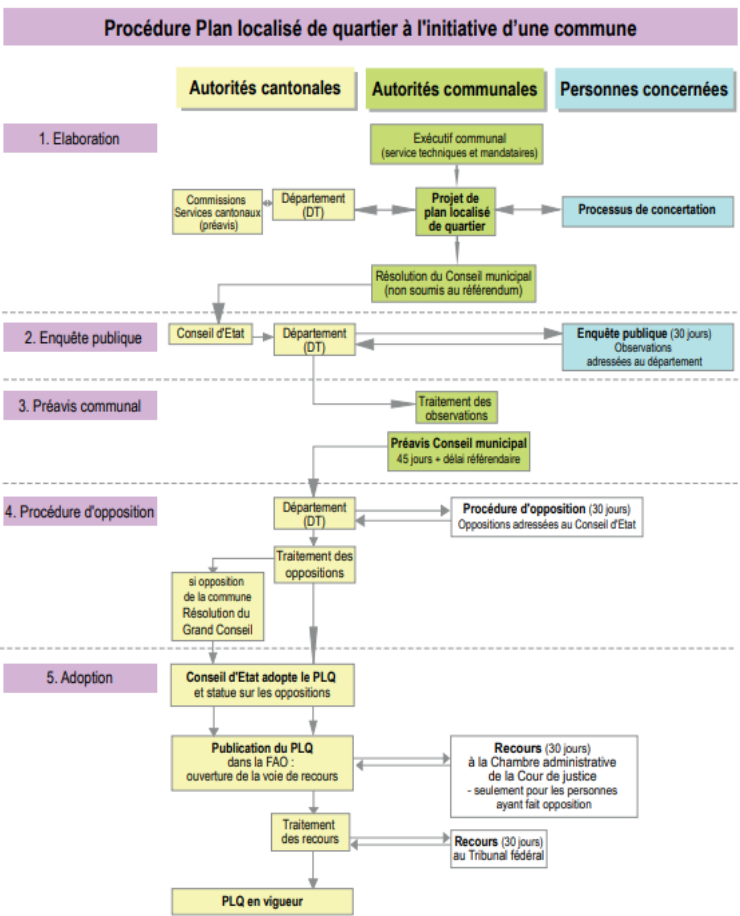 Procédure Plan localisé de quartier à l'initiative d'une commune
Autorités cantonales
Autorités communales
Personnes concernées
1. Elaboration
Exécutif communal
(service techniques et mandataires)
Commissions
Services cantonaux
(préavis)
Département
(DT)
Projet de
plan localisé
de quartier
Processus de concertation
Résolution du Conseil municipal
(non soumis au référendum)
2. Enquête publique
Conseil d'Etat
Département
(DT)
Enquête publique (30 jours)
Observations
adressées au département
3. Préavis communal
Traitement des
observations
Préavis Conseil municipal
45 jours + délai référendaire
4. Procédure d'opposition
Département
(DT)
Procédure d'opposition (30 jours)
Oppositions adressées au Conseil d'Etat
Traitement des
oppositions
si opposition
de la commune
Résolution du
Grand Conseil
5. Adoption
Conseil d'Etat adopte le PLQ
et statue sur les oppositions
Publication du PLQ
dans la FAO :
ouverture de la voie de recours
Recours (30 jours)
à la Chambre administrative
de la Cour de justice
- seulement pour les personnes
ayant fait opposition
Traitement
des recours
Recours (30 jours)
au Tribunal fédéral
PLQ en vigueur